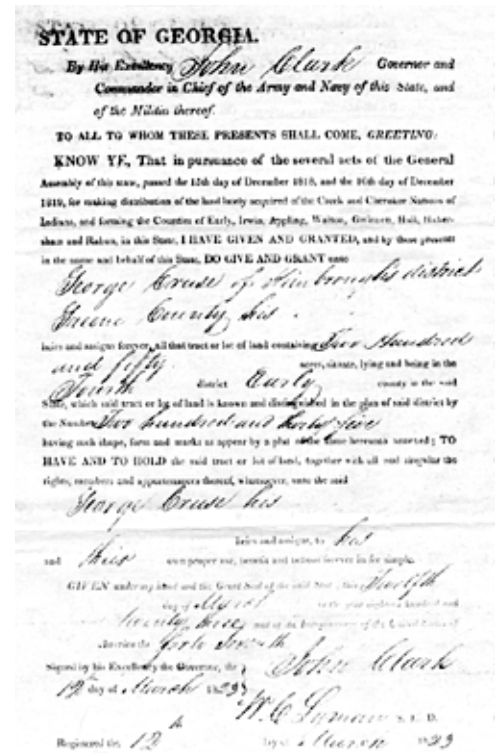 STATE OF GEORGIA.
By His Excellency John Clark Governor and
Commander in Chief of the Army and Navy of this State, and
of the Militia thereof.
TO ALL TO WHOM THESE PRESENTS SHALL COME, GREETING:
KNOW YE, That in pursuance of the several acts of the General
Assembly of this state, passed the 15th day of December 1818, and the 16th day of December
1819, for making distribution of the land lately acquired of the Creek and Cherokee Nations of
Indians, and forming the Counties of Early, Irwin, Appling, Walton, Gwinnett, Hall, Haber-
sham and Rabun, in this State, I HAVE GIVEN AND GRANTED, and by these presents
in the name and behalf of this State, DO GIVE AND GRANT unto
George Cruse of Kimbroughs district
Greene County his
heirs and assigns forever, all that tract or lot of land containing Two Hundred
and fifty acres, situate, lying and being in the
Fourth district Early county in the said
State, which said tract or lot of land is known and distinguished in the plan of said district by
the Number Two hundred and five
having such shape, form and marks as appear by a plat of the same hereunto annexed; TO
HAVE AND TO HOLD the said tract or lot of land, together with all and singular the
rights, members and appurtenances thereof, whatsoever, unto the said
George Cruse his
heirs and assigns, to his
and their own proper use, benefit and behoof forever in fee simple.
GIVEN under my hand and the Great Seal of the said State, this Twelfth
day of in the year eighteen hundred and
twenty three and of the Independence of the United States of
America the forty seventh
Signed by his Excellency the Governor, the John Clark
12th day of March 1823
W. C. Lyman S. E. D.
Registered the 12th day of March 1823